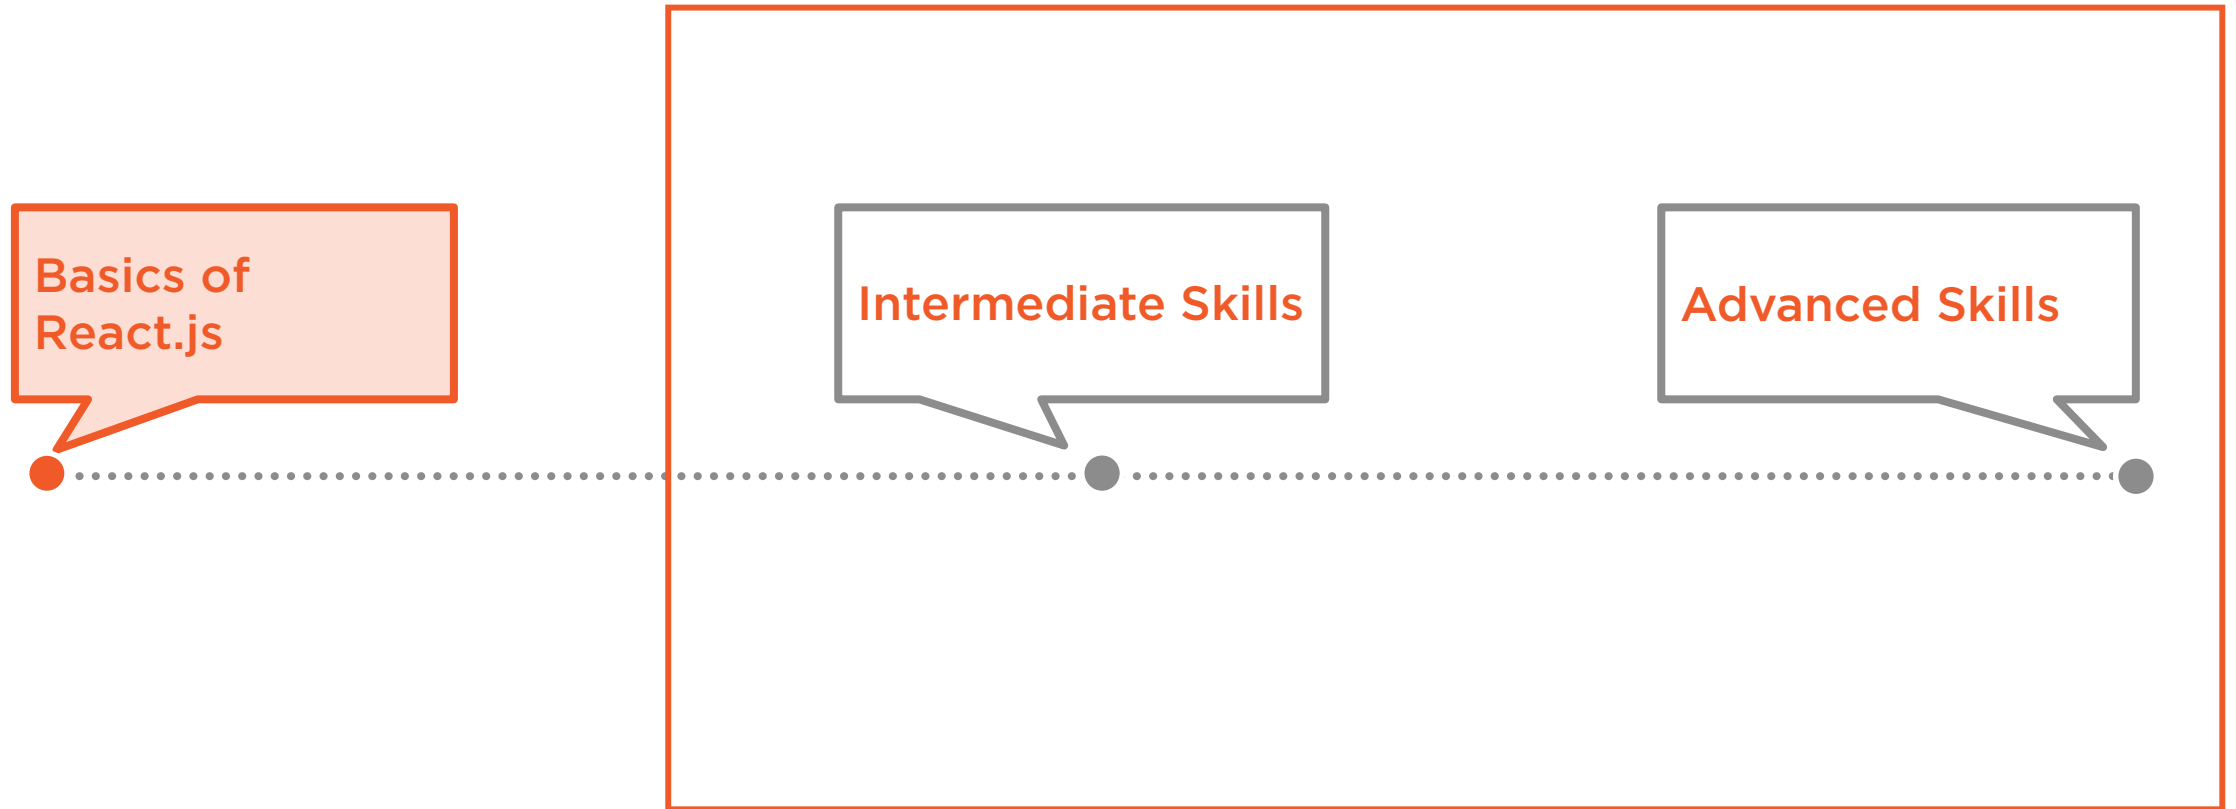 Basics of
React.js
Intermediate Skills
Advanced Skills